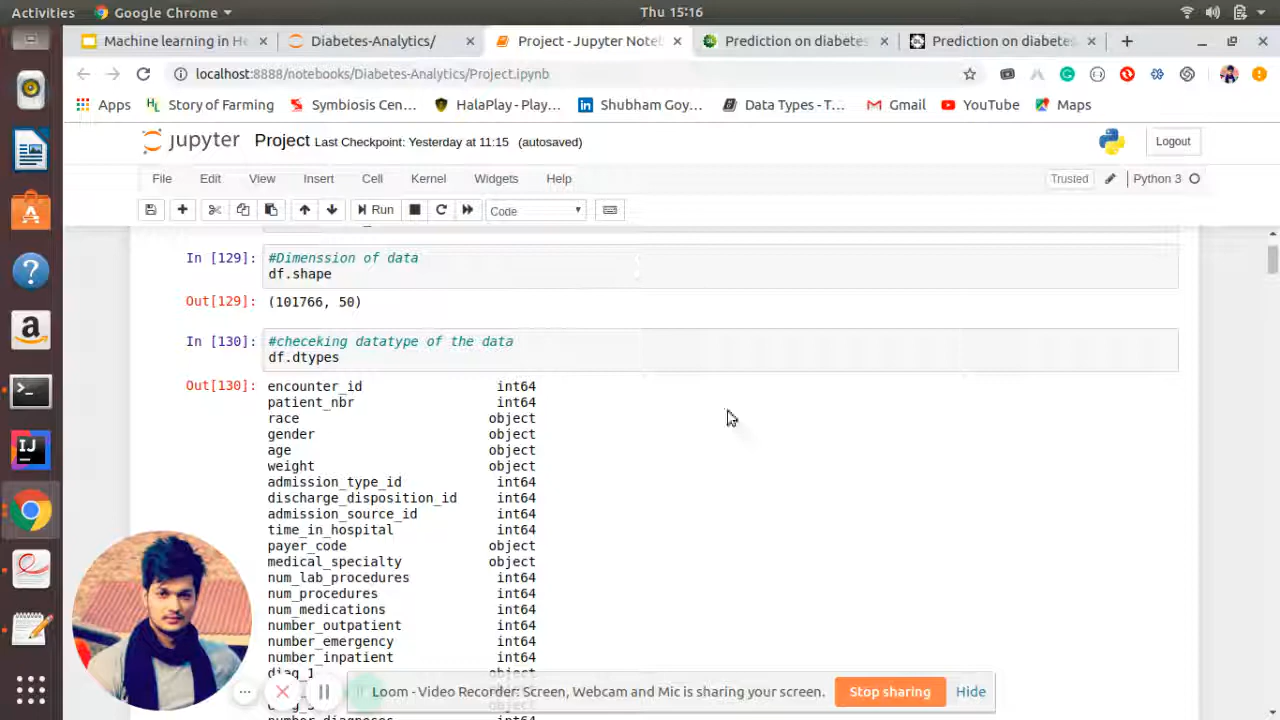 Activities Google Chrome Thu 15:16
Machine learning in He Diabetes-Analytics/ Project - Jupyter Noteb Prediction on diabetes Prediction on diabetes
localhost:8888/notebooks/Diabetes-Analytics/Project.ipynb
Apps Story of Farming Symbiosis Cen... HalaPlay - Play... Shubham Goy... Data Types - T... Gmail YouTube Maps
jupyter Project Last Checkpoint: Yesterday at 11:15 (autosaved) Logout
File Edit View Insert Cell Kernel Widgets Help Trusted Python 3
Run Code
In [129]: #Dimenssion of data
df.shape
Out[129]: (101766, 50)
In [130]: #checeking datatype of the data
df.dtypes
Out[130]: encounter_id int64
patient_nbr int64
race object
gender object
age object
weight object
admission_type_id int64
discharge_disposition_id int64
admission_source_id int64
time_in_hospital int64
payer_code object
medical_specialty object
num_lab_procedures int64
num_procedures int64
num_medications int64
number_outpatient int64
number_emergency int64
number_inpatient int64
diag_1 object
Loom - Video Recorder: Screen, Webcam and Mic is sharing your screen. Stop sharing Hide
number_diagnoses int64